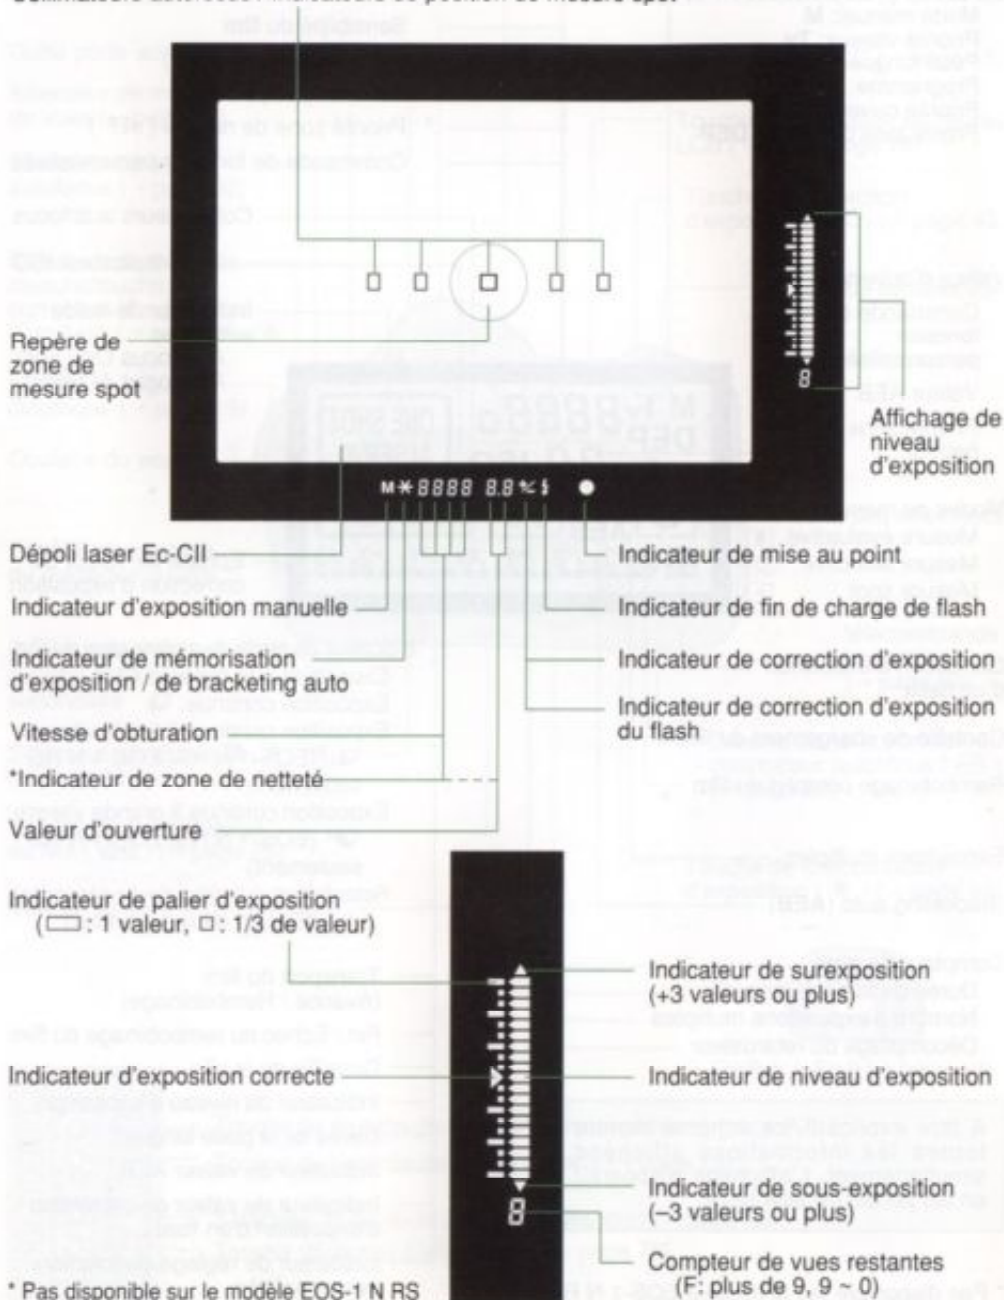 Repère de
zone de
mesure spot
Affichage de
niveau
d'exposition
M * 8888 8.8
Dépoli laser Ec-CII
Indicateur de mise au point
Indicateur d'exposition manuelle
Indicateur de fin de charge de flash
Indicateur de mémorisation
d'exposition / de bracketing auto
Indicateur de correction d'exposition
Indicateur de correction d'exposition
du flash
Vitesse d'obturation
*Indicateur de zone de netteté
Valeur d'ouverture
Indicateur de palier d'exposition
(▭: 1 valeur, □: 1/3 de valeur)
Indicateur de surexposition
(+3 valeurs ou plus)
Indicateur d'exposition correcte
Indicateur de niveau d'exposition
Indicateur de sous-exposition
(–3 valeurs ou plus)
Compteur de vues restantes
(F: plus de 9, 9 ~ 0)
* Pas disponible sur le modèle EOS-1 N RS